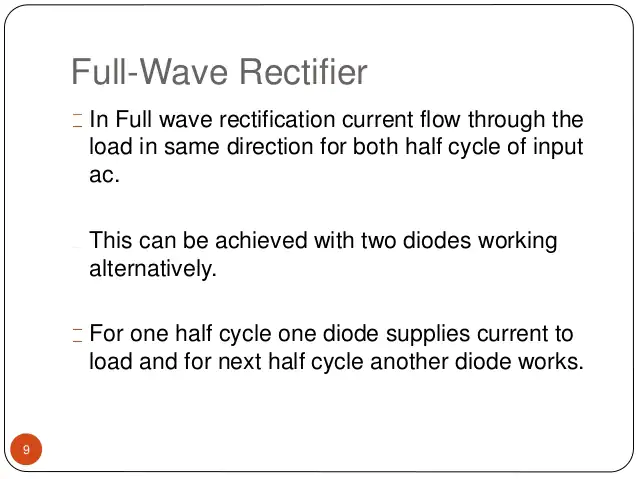 Full-Wave Rectifier
In Full wave rectification current flow through the
load in same direction for both half cycle of input
ac.
This can be achieved with two diodes working
alternatively.
For one half cycle one diode supplies current to
load and for next half cycle another diode works.
9